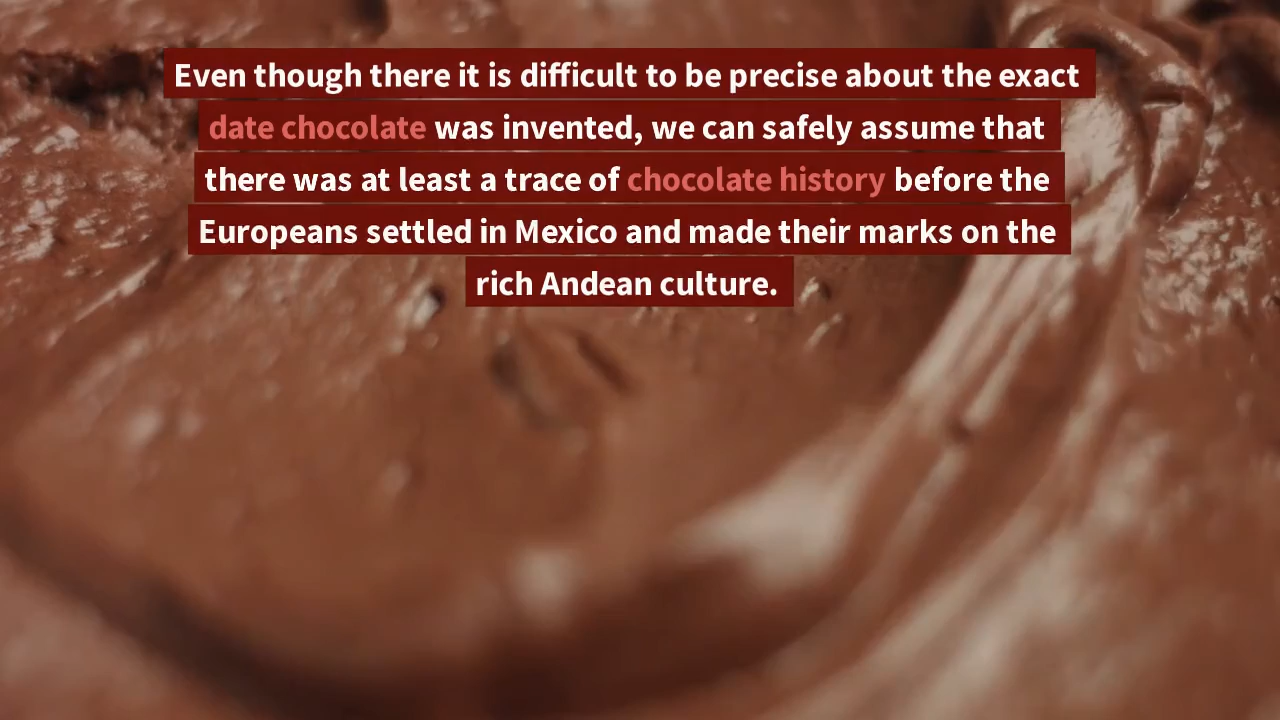 Even though there it is difficult to be precise about the exact
date chocolate was invented, we can safely assume that
there was at least a trace of chocolate history before the
Europeans settled in Mexico and made their marks on the
rich Andean culture.